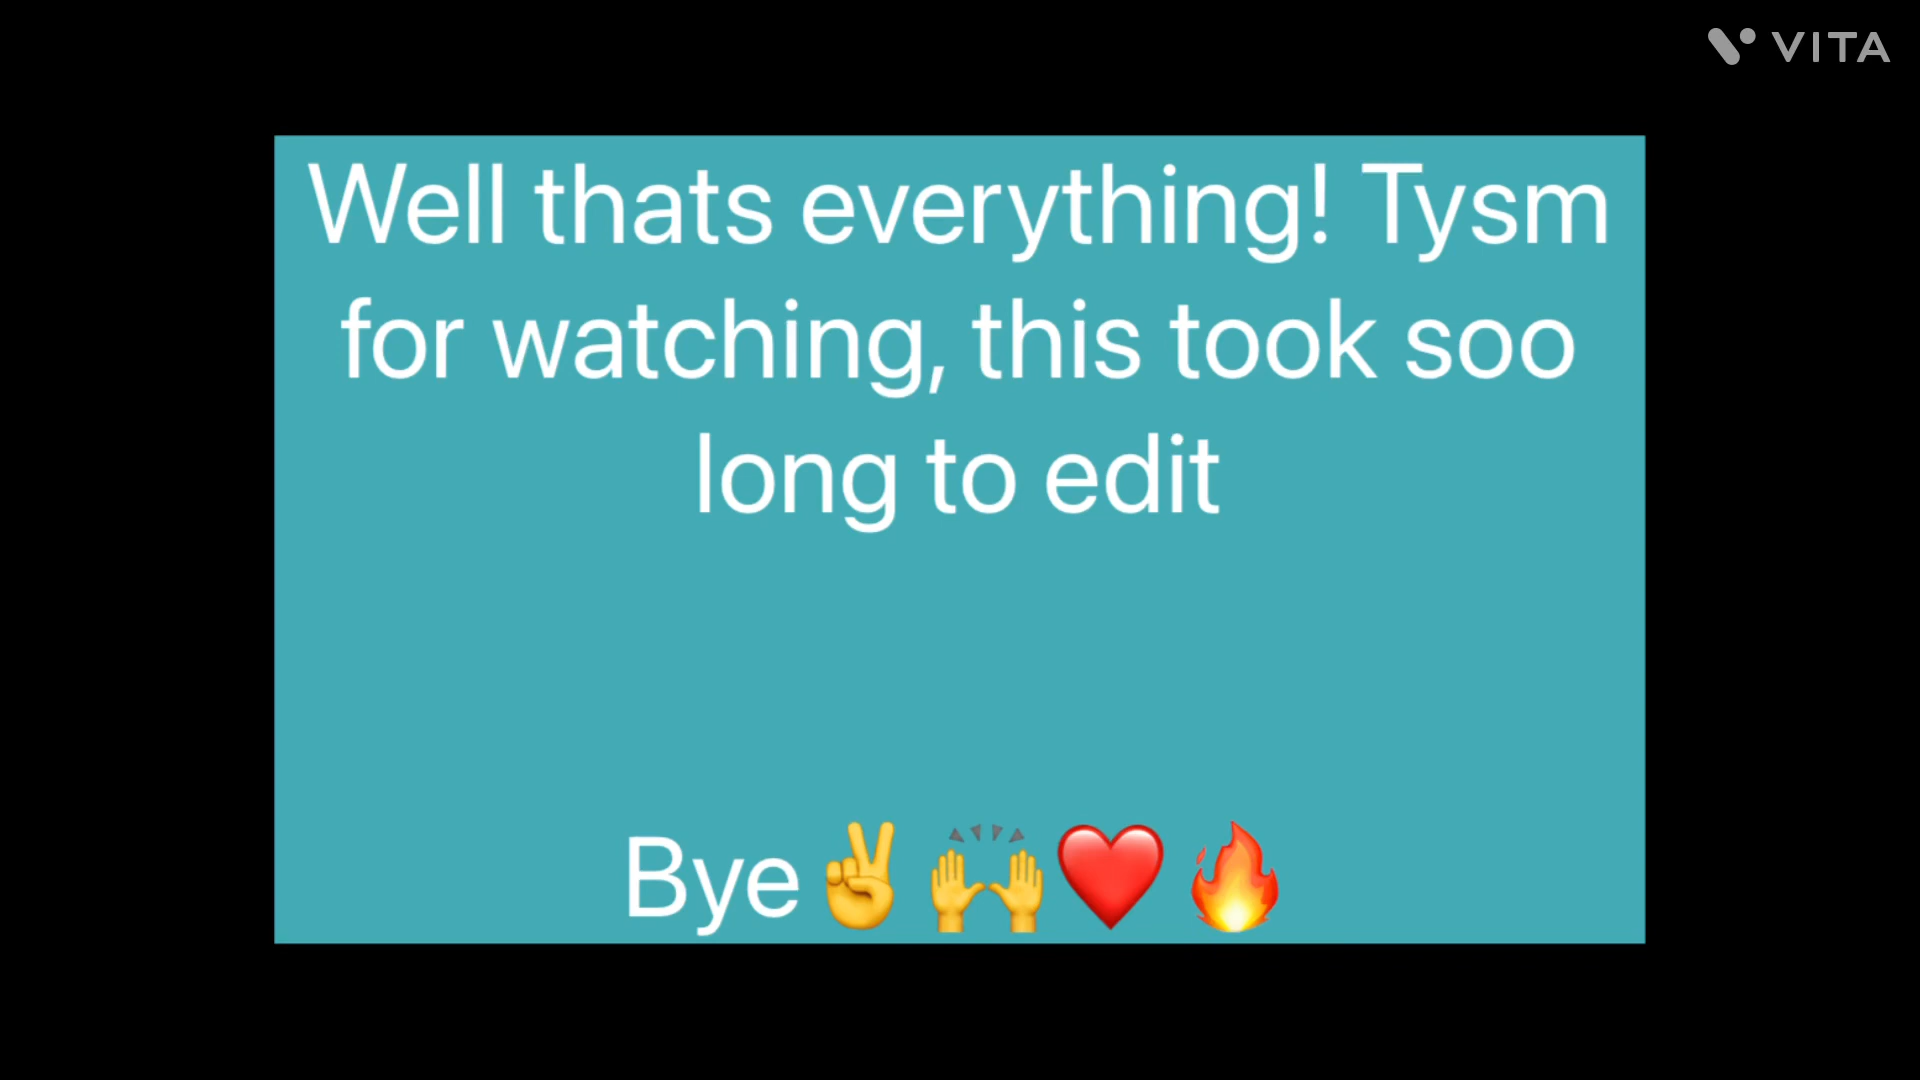 VITA
Well thats everything! Tysm
for watching, this took soo
long to edit
Bye✌️🙌❤️🔥